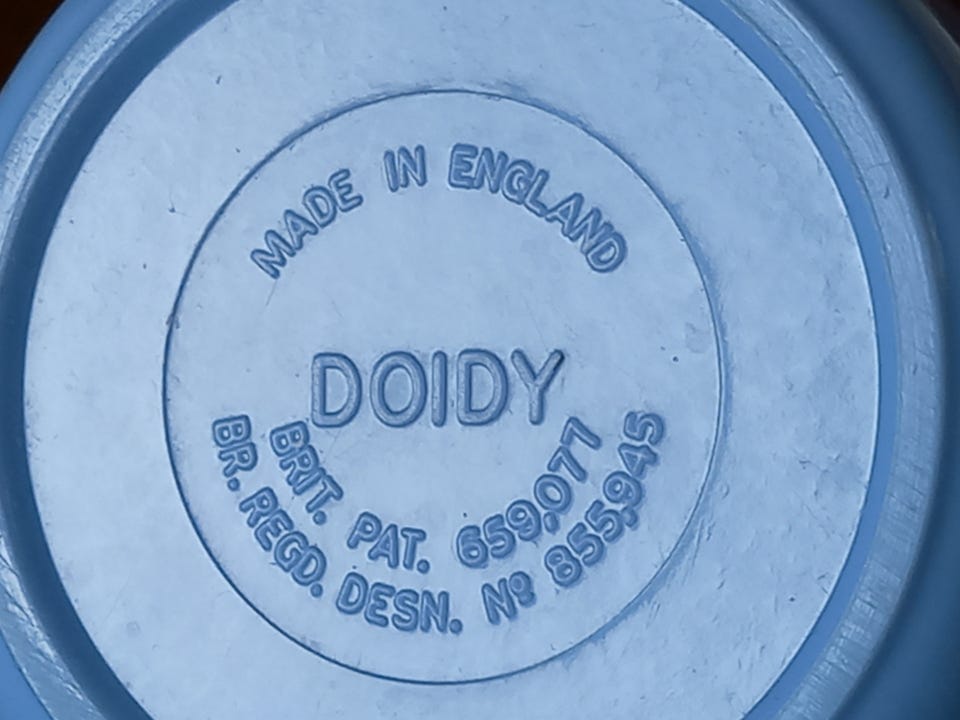 MADE IN ENGLAND
DOIDY
BRIT. PAT. 659,077
BR. REGD. DESN. Nº 855,945